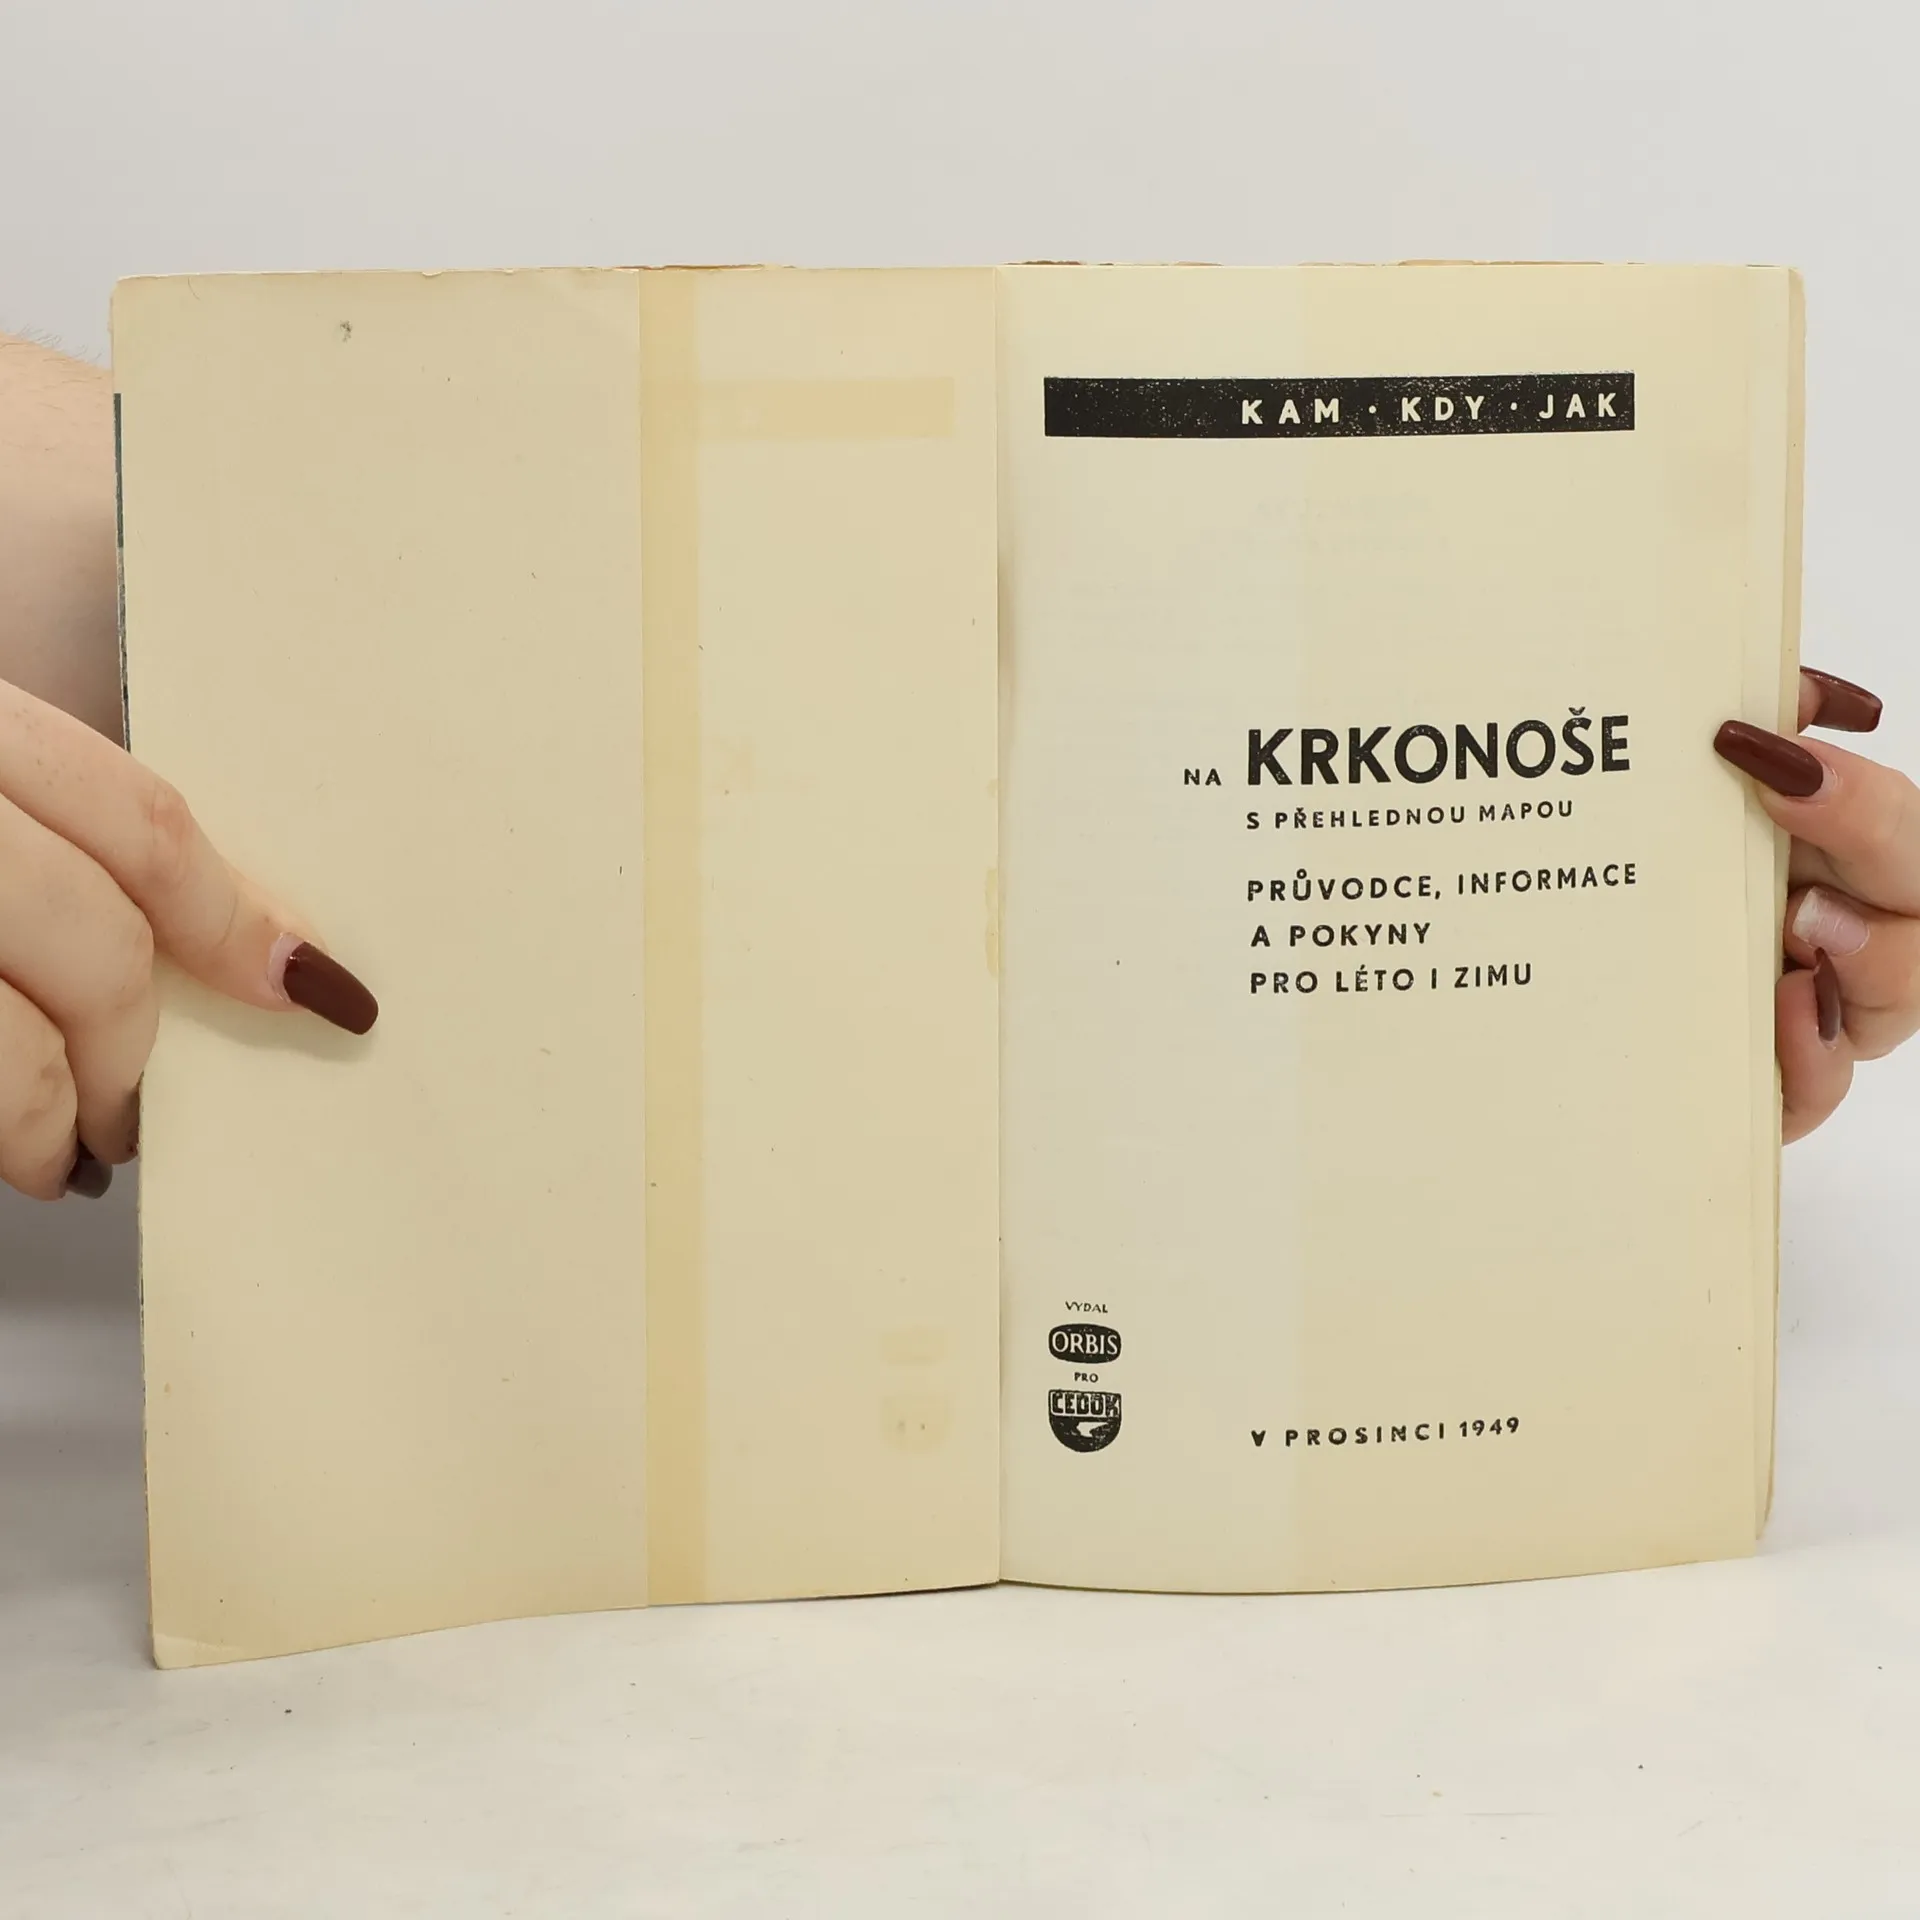 KAM · KDY · JAK
NA KRKONOŠE
S PŘEHLEDNOU MAPOU
PRŮVODCE, INFORMACE
A POKYNY
PRO LÉTO I ZIMU
VYDAL
ORBIS
PRO
ČEDOK
V PROSINCI 1949